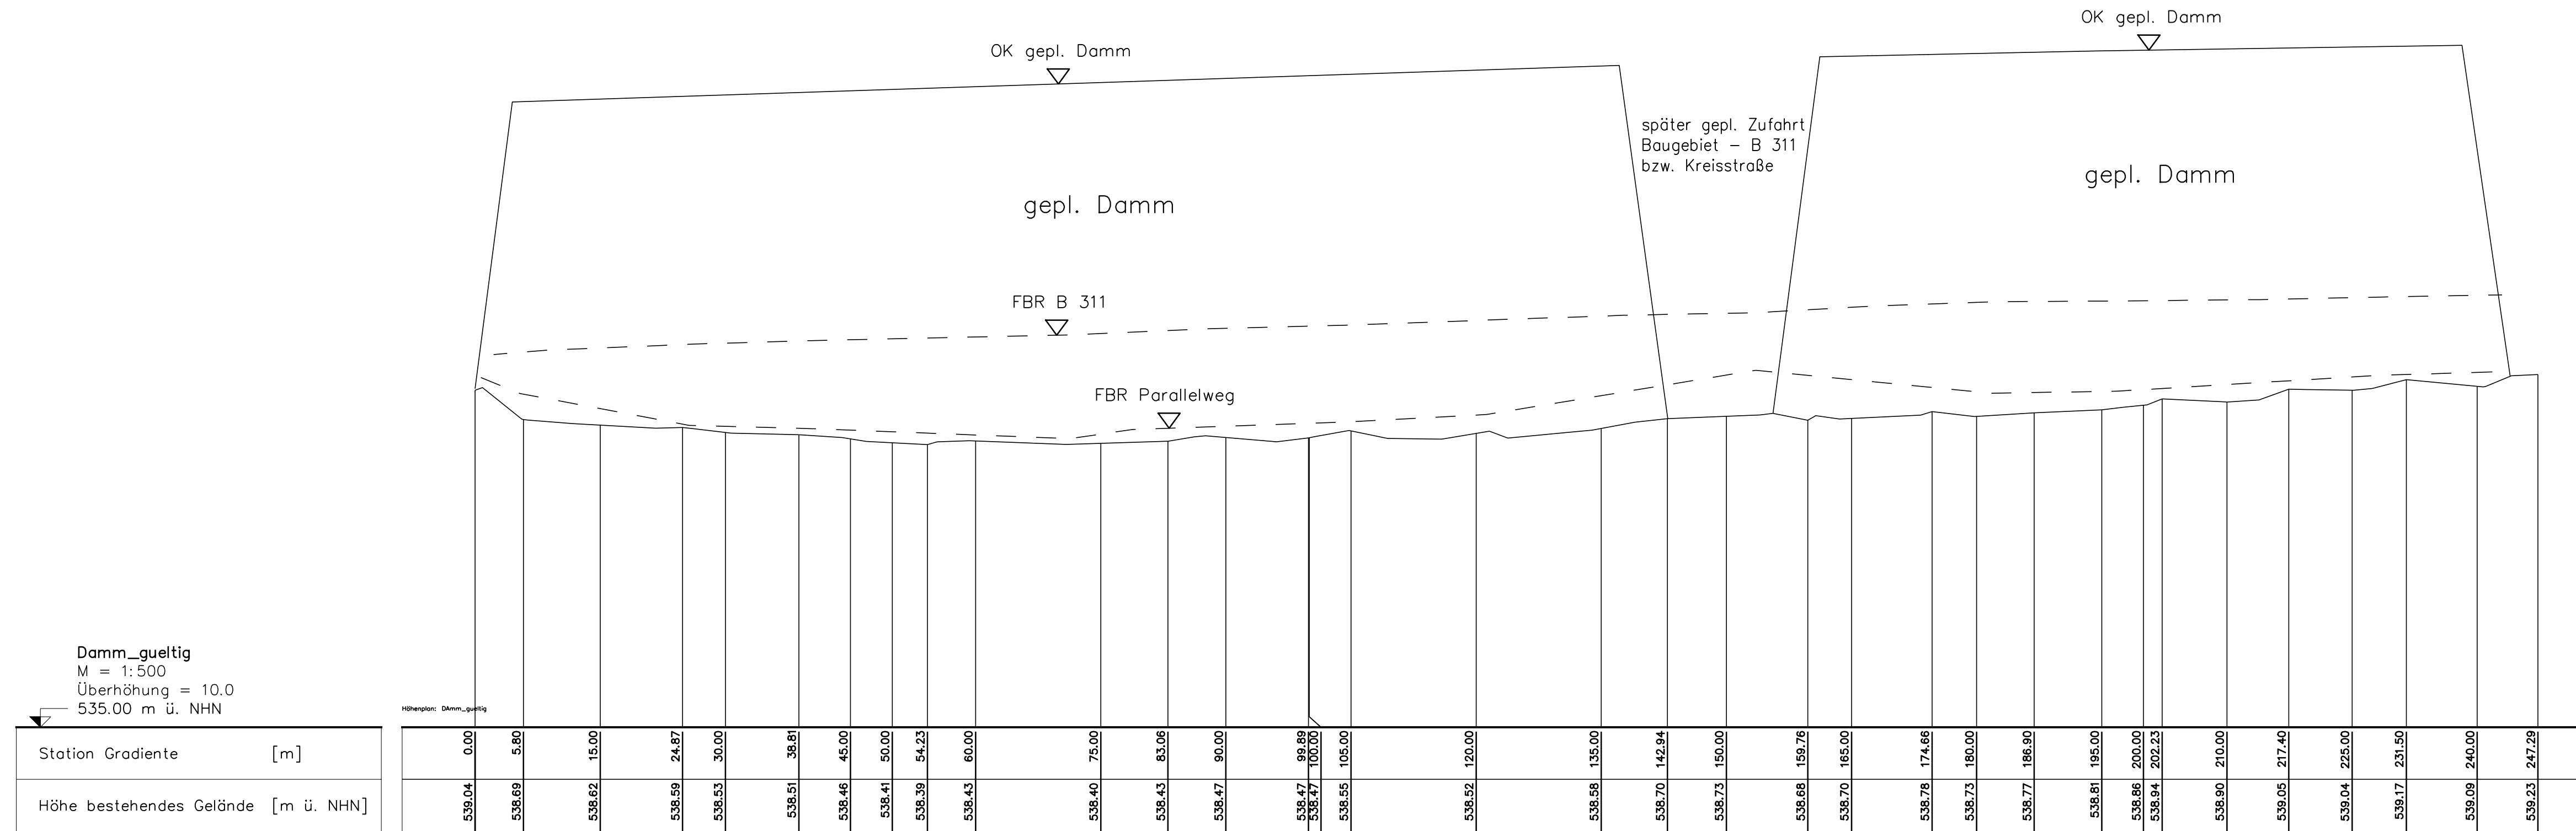 OK gepl. Damm
OK gepl. Damm
später gepl. Zufahrt
Baugebiet – B 311
bzw. Kreisstraße
gepl. Damm
gepl. Damm
FBR B 311
FBR Parallelweg
Damm_gueltig
M = 1:500
Überhöhung = 10.0
535.00 m ü. NHN
Höhenplan: DAmm_gueltig
Station Gradiente [m] 0.00 5.80 15.00 24.87 30.00 38.81 45.00 50.00 54.23 60.00 75.00 83.06 90.00 99.89 100.00 105.00 120.00 135.00 142.94 150.00 159.76 165.00 174.66 180.00 186.90 195.00 200.00 202.23 210.00 217.40 225.00 231.50 240.00 247.29
Höhe bestehendes Gelände [m ü. NHN] 539.04 538.69 538.62 538.59 538.53 538.51 538.46 538.41 538.39 538.43 538.40 538.43 538.47 538.47 538.47 538.55 538.52 538.58 538.70 538.73 538.68 538.70 538.78 538.73 538.77 538.81 538.86 538.94 538.90 539.05 539.04 539.17 539.09 539.23